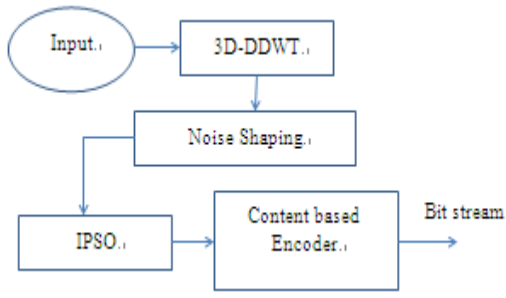 Input.
3D-DDWT.
Noise Shaping.
IPSO.
Content based
Encoder.
Bit stream